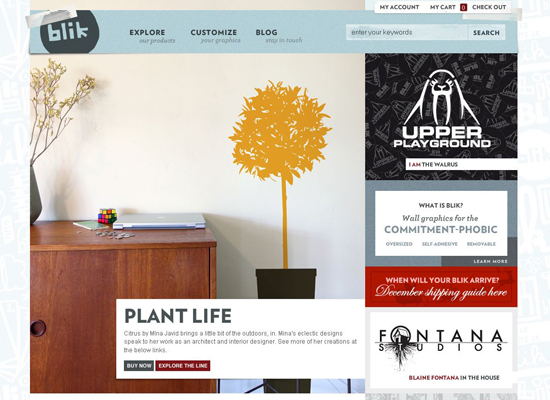 MY ACCOUNT MY CART 0 CHECK OUT
blik
EXPLORE
our products
CUSTOMIZE
your graphics
BLOG
stay in touch
enter your keywords
SEARCH
UPPER
PLAYGROUND
I AM THE WALRUS
WHAT IS BLIK?
Wall graphics for the
COMMITMENT-PHOBIC
OVERSIZED SELF-ADHESIVE REMOVABLE
LEARN MORE
WHEN WILL YOUR BLIK ARRIVE?
December shipping guide here
PLANT LIFE
Citrus by Mina Javid brings a little bit of the outdoors, in. Mina's eclectic designs
speak to her work as an architect and interior designer. See more of her creations at
the below links.
BUY NOW EXPLORE THE LINE
FONTANA
STUDIOS
BLAINE FONTANA IN THE HOUSE